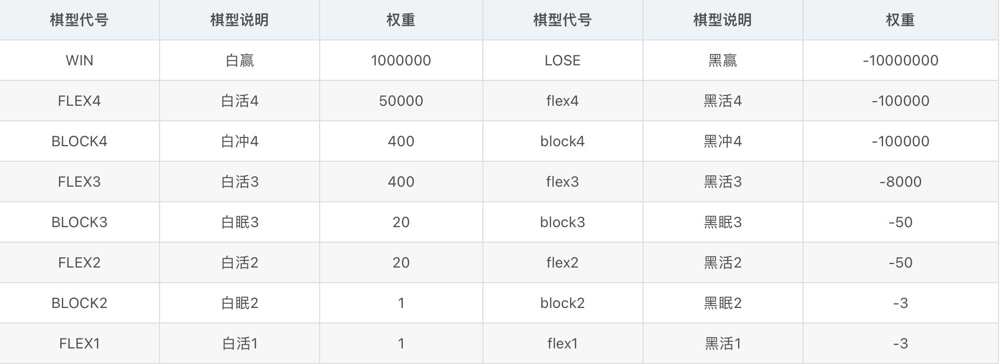 棋型代号 棋型说明 权重 棋型代号 棋型说明 权重
WIN 白赢 1000000 LOSE 黑赢 -10000000
FLEX4 白活4 50000 flex4 黑活4 -100000
BLOCK4 白冲4 400 block4 黑冲4 -100000
FLEX3 白活3 400 flex3 黑活3 -8000
BLOCK3 白眠3 20 block3 黑眠3 -50
FLEX2 白活2 20 flex2 黑活2 -50
BLOCK2 白眠2 1 block2 黑眠2 -3
FLEX1 白活1 1 flex1 黑活1 -3